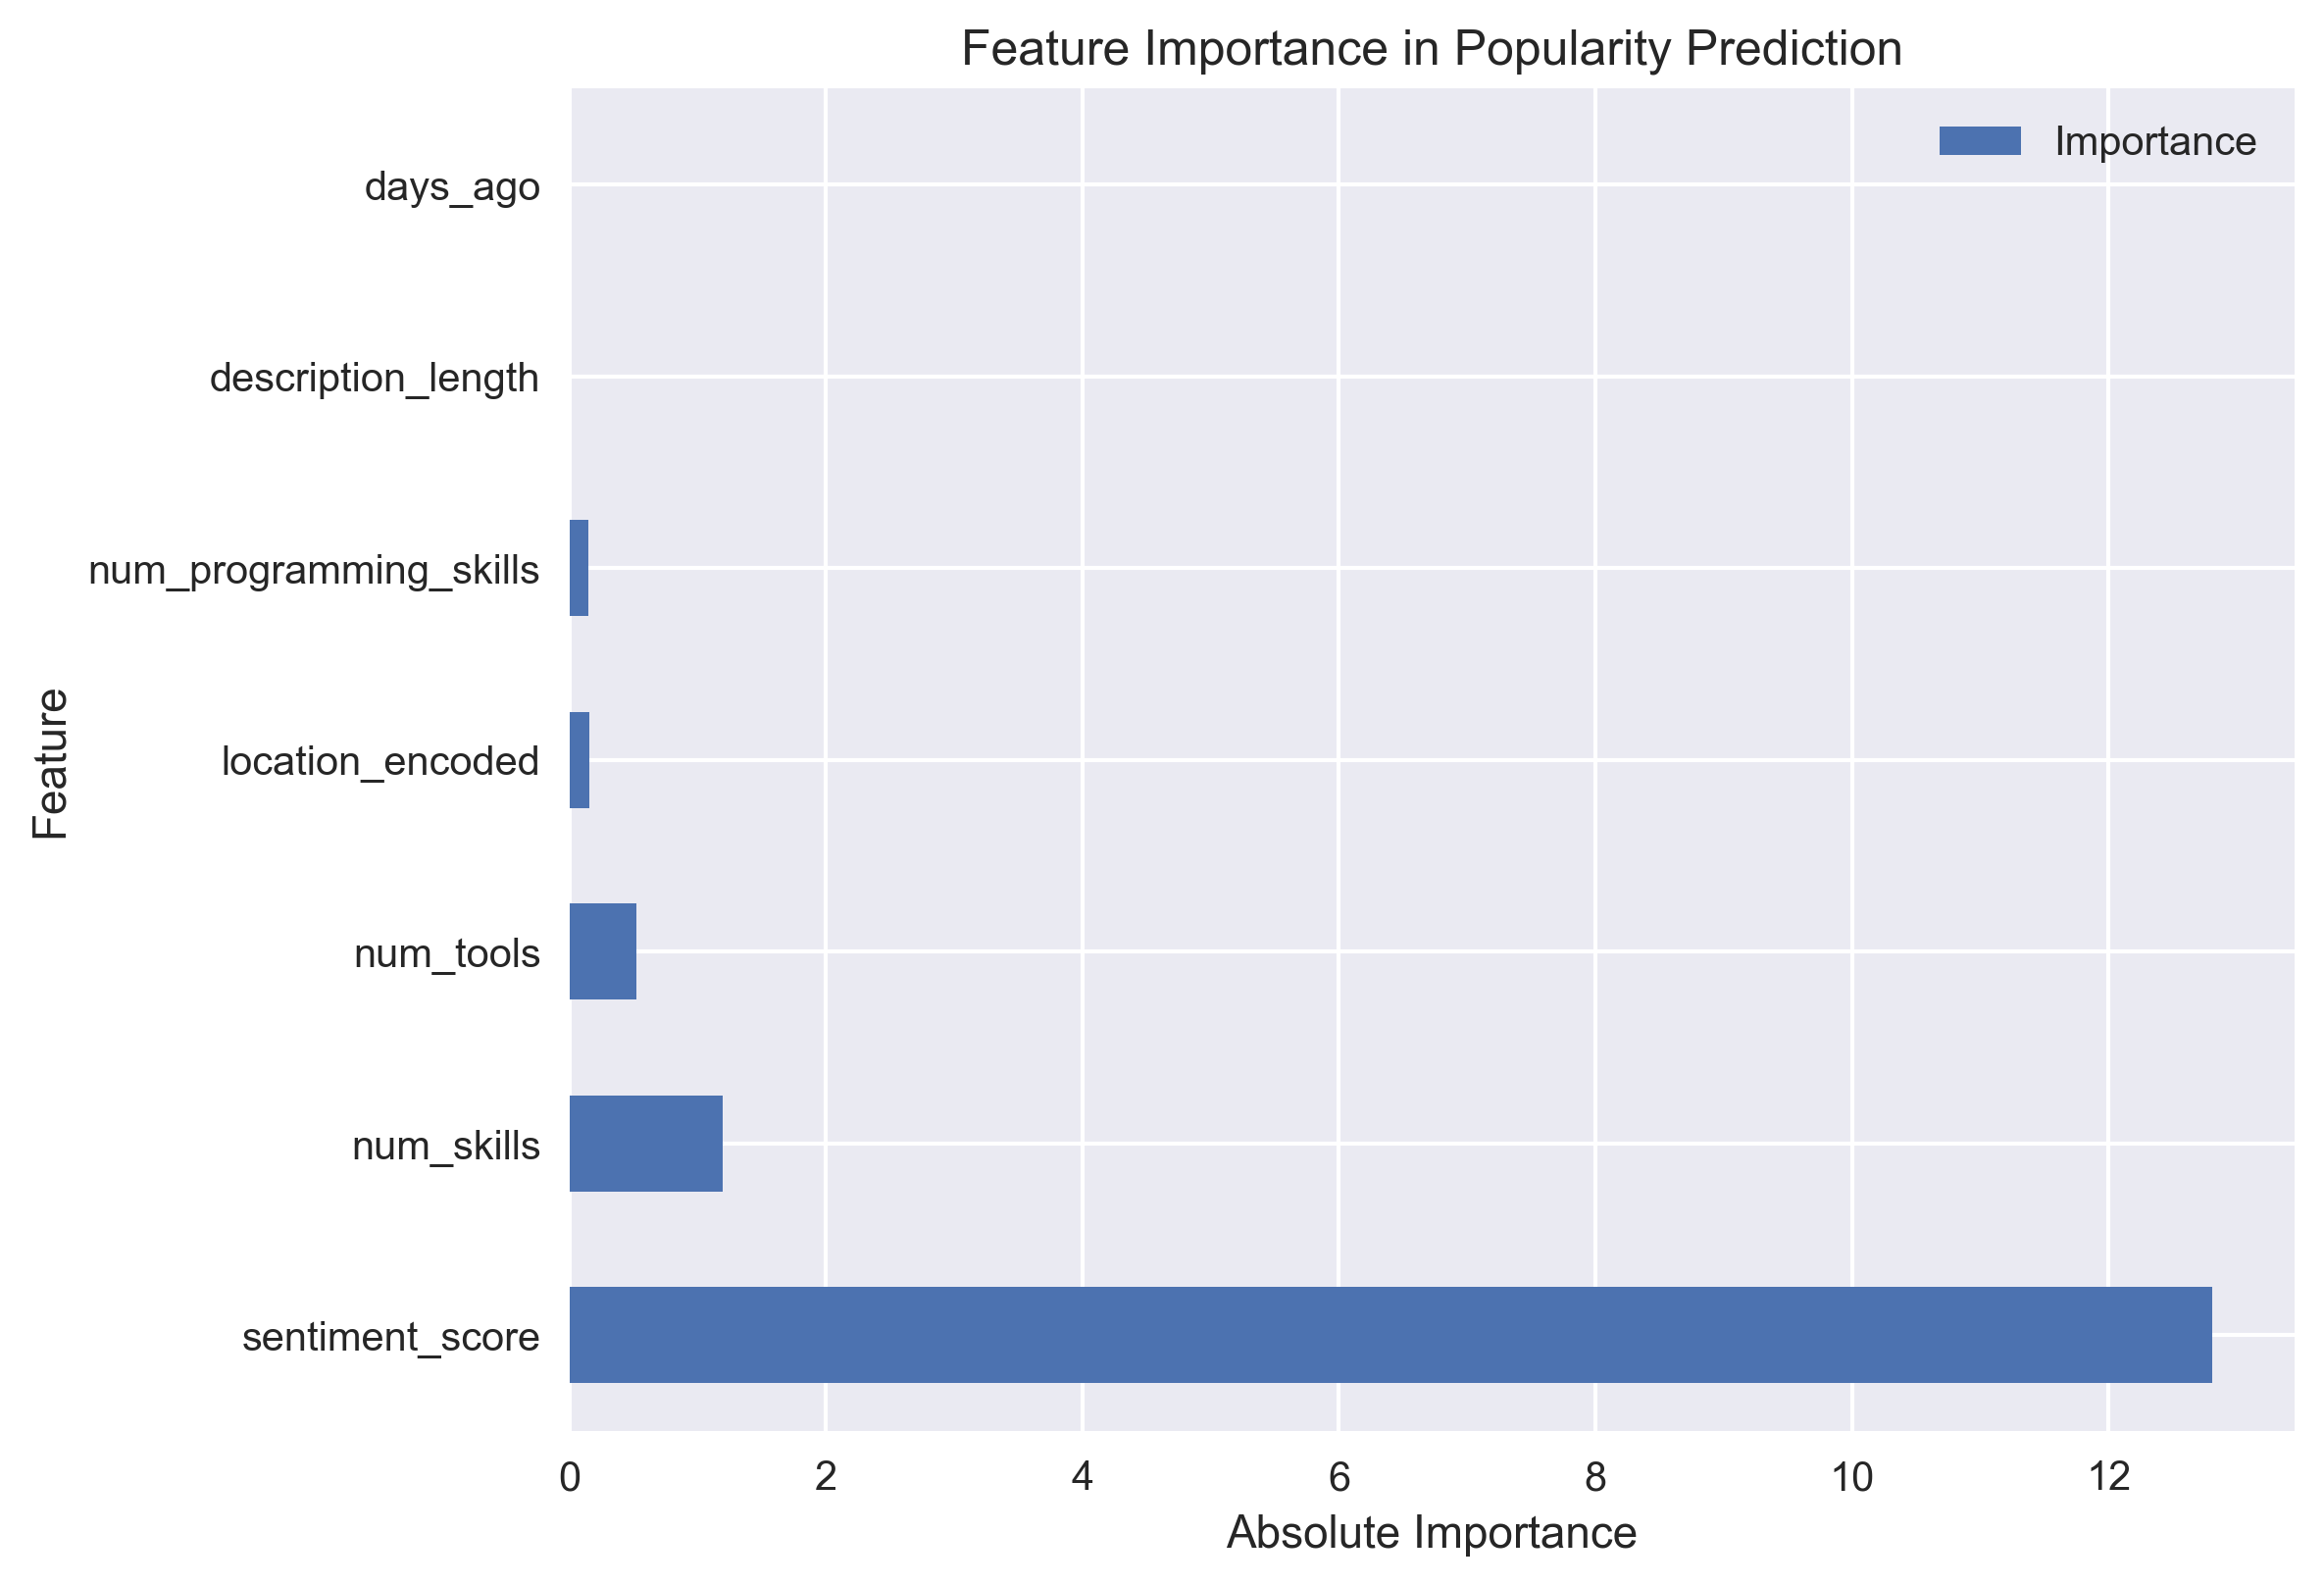 Feature Importance in Popularity Prediction
Importance
days_ago
description_length
num_programming_skills
location_encoded
num_tools
num_skills
sentiment_score
Feature
0 2 4 6 8 10 12
Absolute Importance